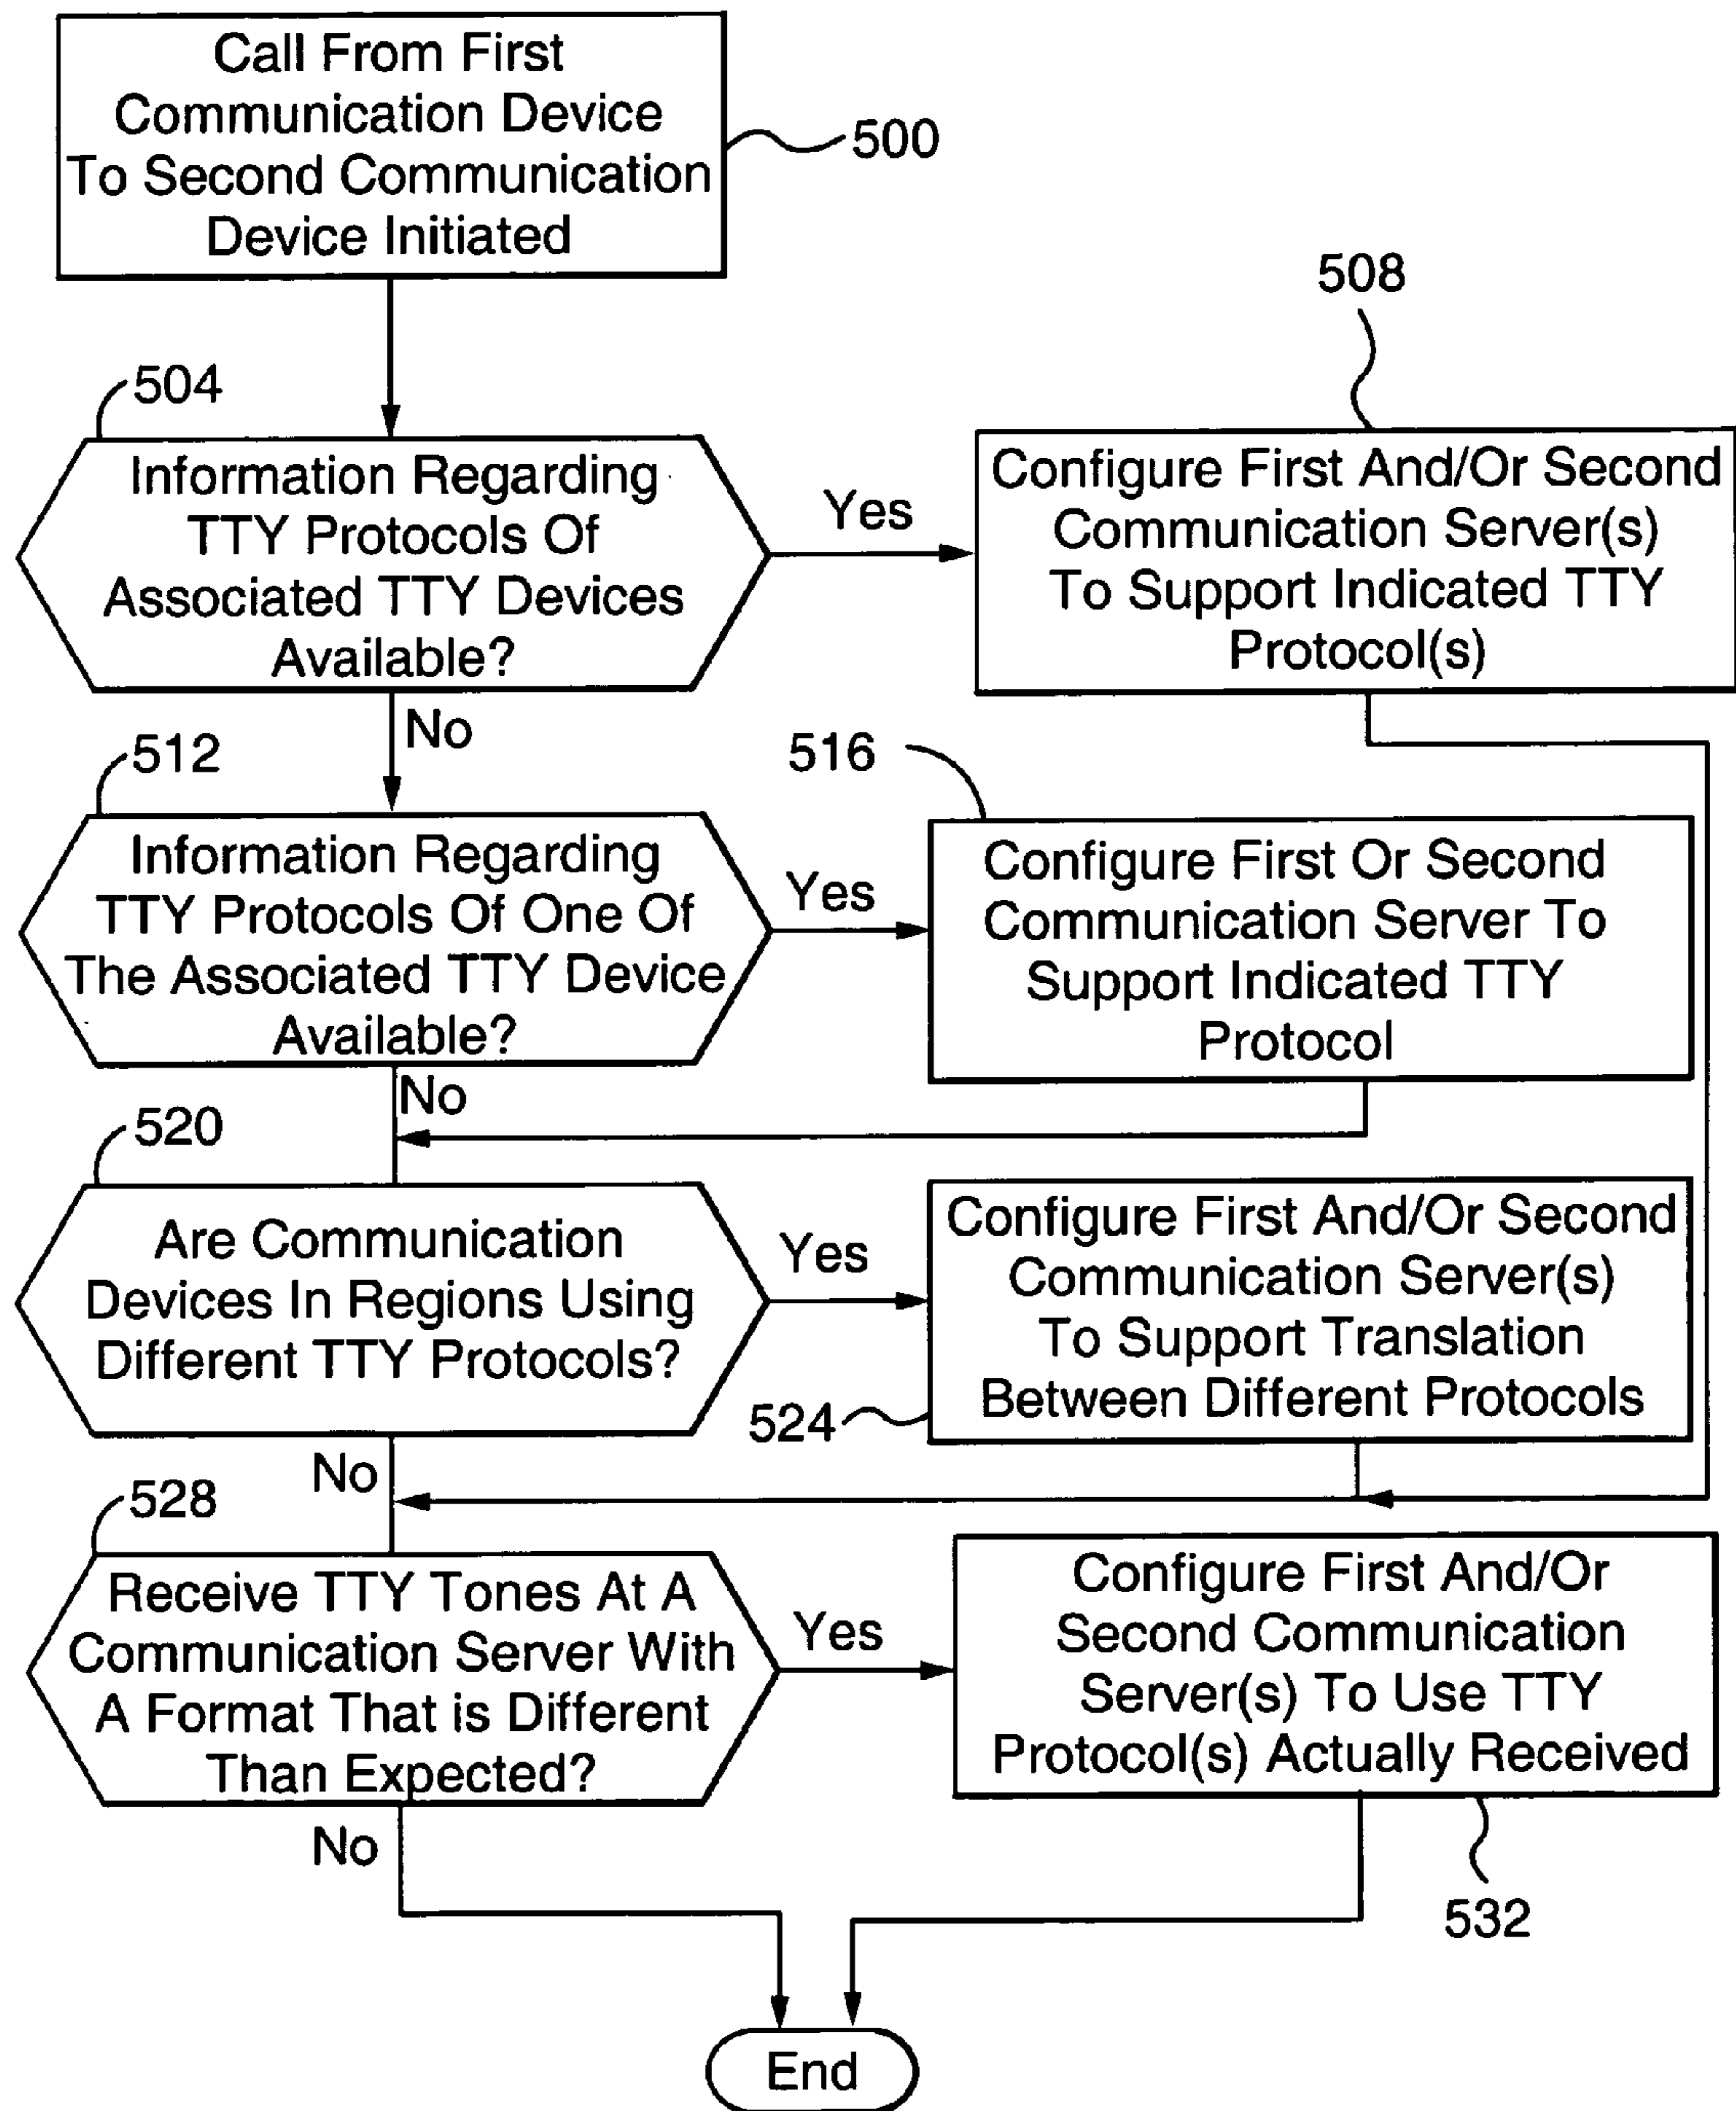 Call From First
Communication Device
To Second Communication
Device Initiated
500
508
504
Information Regarding
TTY Protocols Of
Associated TTY Devices
Available?
Yes
Configure First And/Or Second
Communication Server(s)
To Support Indicated TTY
Protocol(s)
No
512
516
Information Regarding
TTY Protocols Of One Of
The Associated TTY Device
Available?
Yes
Configure First Or Second
Communication Server To
Support Indicated TTY
Protocol
No
520
Are Communication
Devices In Regions Using
Different TTY Protocols?
Yes
Configure First And/Or Second
Communication Server(s)
To Support Translation
Between Different Protocols
524
No
528
Receive TTY Tones At A
Communication Server With
A Format That is Different
Than Expected?
Yes
Configure First And/Or
Second Communication
Server(s) To Use TTY
Protocol(s) Actually Received
No
532
End